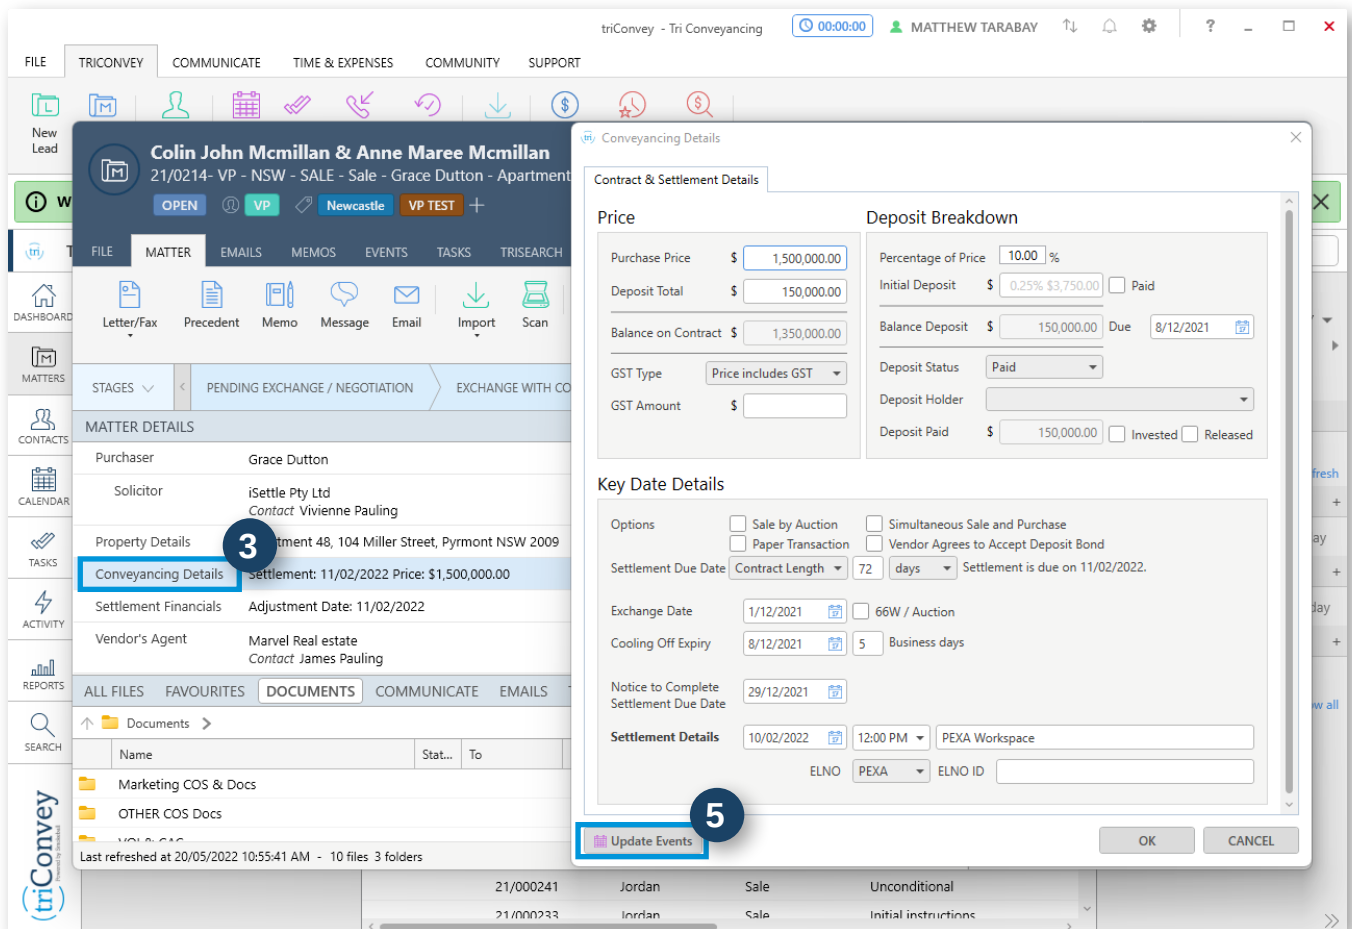 triConvey - Tri Conveyancing
00:00:00
MATTHEW TARABAY
?
FILE
TRICONVEY
COMMUNICATE
TIME & EXPENSES
COMMUNITY
SUPPORT
New
Lead
W
tri
T
DASHBOARD
MATTERS
CONTACTS
CALENDAR
TASKS
ACTIVITY
REPORTS
SEARCH
(tri)Convey
Colin John Mcmillan & Anne Maree Mcmillan
21/0214- VP - NSW - SALE - Sale - Grace Dutton - Apartment
OPEN VP Newcastle VP TEST
FILE MATTER EMAILS MEMOS EVENTS TASKS TRISEARCH
Letter/Fax Precedent Memo Message Email Import Scan
STAGES PENDING EXCHANGE / NEGOTIATION EXCHANGE WITH CO
MATTER DETAILS
Purchaser Grace Dutton
Solicitor iSettle Pty Ltd
Contact Vivienne Pauling
Property Details tment 48, 104 Miller Street, Pyrmont NSW 2009
3
Conveyancing Details Settlement: 11/02/2022 Price: $1,500,000.00
Settlement Financials Adjustment Date: 11/02/2022
Vendor's Agent Marvel Real estate
Contact James Pauling
ALL FILES FAVOURITES DOCUMENTS COMMUNICATE EMAILS
Documents
Name Stat... To
Marketing COS & Docs
OTHER COS Docs
Last refreshed at 20/05/2022 10:55:41 AM - 10 files 3 folders
tri Conveyancing Details
Contract & Settlement Details
Price
Purchase Price $ 1,500,000.00
Deposit Total $ 150,000.00
Balance on Contract $ 1,350,000.00
GST Type Price includes GST
GST Amount $
Deposit Breakdown
Percentage of Price 10.00 %
Initial Deposit $ 0.25% $3,750.00 Paid
Balance Deposit $ 150,000.00 Due 8/12/2021
Deposit Status Paid
Deposit Holder
Deposit Paid $ 150,000.00 Invested Released
Key Date Details
Options Sale by Auction Simultaneous Sale and Purchase
Paper Transaction Vendor Agrees to Accept Deposit Bond
Settlement Due Date Contract Length 72 days Settlement is due on 11/02/2022.
Exchange Date 1/12/2021 66W / Auction
Cooling Off Expiry 8/12/2021 5 Business days
Notice to Complete
Settlement Due Date 29/12/2021
Settlement Details 10/02/2022 12:00 PM PEXA Workspace
ELNO PEXA ELNO ID
5
Update Events OK CANCEL
fresh
+
ay
+
day
+
ow all
21/000241 Jordan Sale Unconditional
21/000233 Jordan Sale Initial instructions